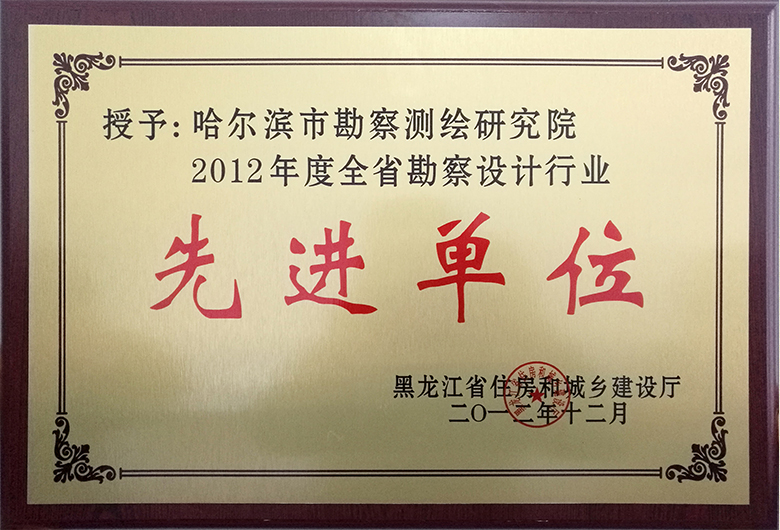 授予：哈尔滨市勘察测绘研究院
2012年度全省勘察设计行业
先进单位
黑龙江省住房和城乡建设厅
二〇一二年十二月